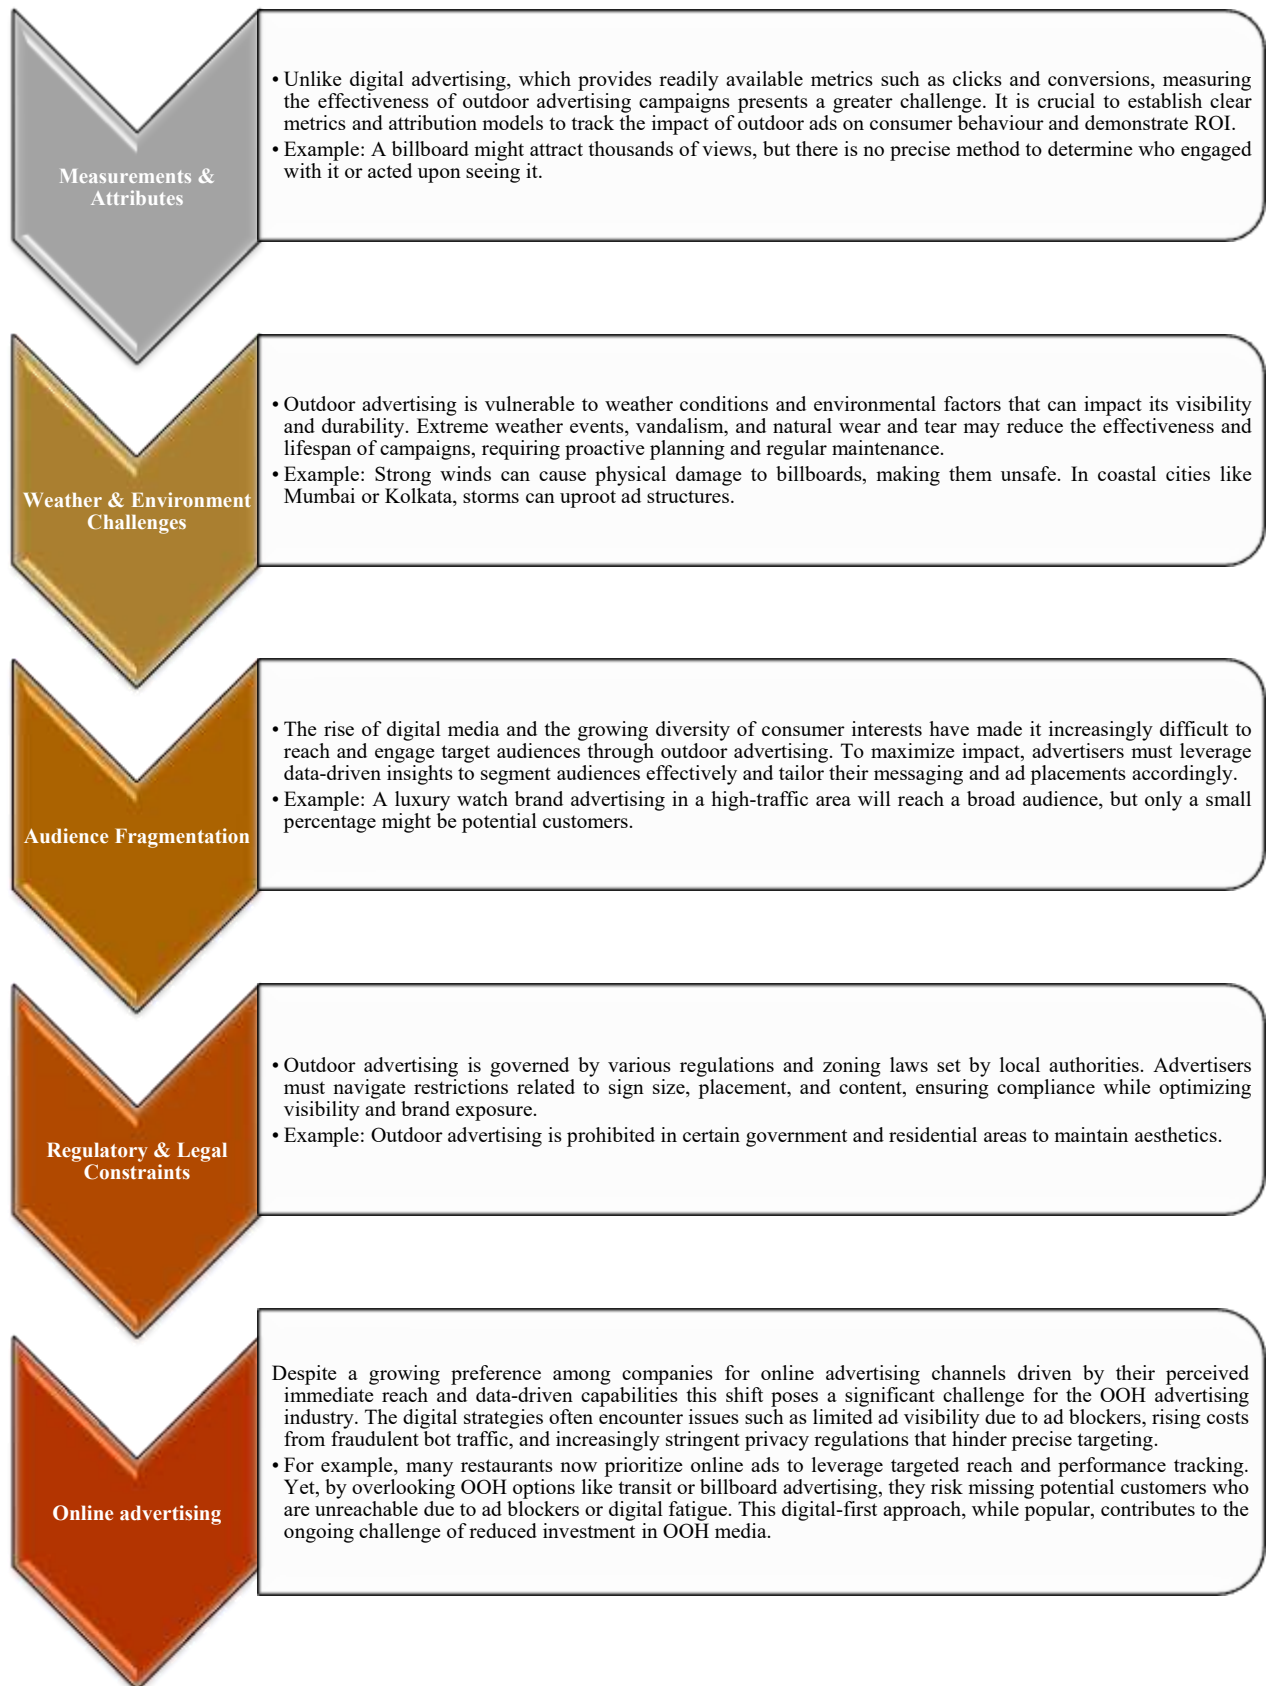 Measurements &
Attributes
• Unlike digital advertising, which provides readily available metrics such as clicks and conversions, measuring
the effectiveness of outdoor advertising campaigns presents a greater challenge. It is crucial to establish clear
metrics and attribution models to track the impact of outdoor ads on consumer behaviour and demonstrate ROI.
• Example: A billboard might attract thousands of views, but there is no precise method to determine who engaged
with it or acted upon seeing it.
Weather & Environment
Challenges
• Outdoor advertising is vulnerable to weather conditions and environmental factors that can impact its visibility
and durability. Extreme weather events, vandalism, and natural wear and tear may reduce the effectiveness and
lifespan of campaigns, requiring proactive planning and regular maintenance.
• Example: Strong winds can cause physical damage to billboards, making them unsafe. In coastal cities like
Mumbai or Kolkata, storms can uproot ad structures.
Audience Fragmentation
• The rise of digital media and the growing diversity of consumer interests have made it increasingly difficult to
reach and engage target audiences through outdoor advertising. To maximize impact, advertisers must leverage
data-driven insights to segment audiences effectively and tailor their messaging and ad placements accordingly.
• Example: A luxury watch brand advertising in a high-traffic area will reach a broad audience, but only a small
percentage might be potential customers.
Regulatory & Legal
Constraints
• Outdoor advertising is governed by various regulations and zoning laws set by local authorities. Advertisers
must navigate restrictions related to sign size, placement, and content, ensuring compliance while optimizing
visibility and brand exposure.
• Example: Outdoor advertising is prohibited in certain government and residential areas to maintain aesthetics.
Online advertising
Despite a growing preference among companies for online advertising channels driven by their perceived
immediate reach and data-driven capabilities this shift poses a significant challenge for the OOH advertising
industry. The digital strategies often encounter issues such as limited ad visibility due to ad blockers, rising costs
from fraudulent bot traffic, and increasingly stringent privacy regulations that hinder precise targeting.
• For example, many restaurants now prioritize online ads to leverage targeted reach and performance tracking.
Yet, by overlooking OOH options like transit or billboard advertising, they risk missing potential customers who
are unreachable due to ad blockers or digital fatigue. This digital-first approach, while popular, contributes to the
ongoing challenge of reduced investment in OOH media.